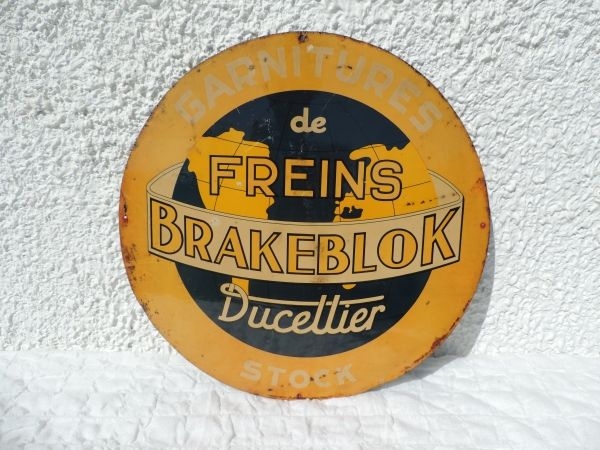 GARNITURES
de
FREINS
BRAKEBLOK
Ducellier
STOCK